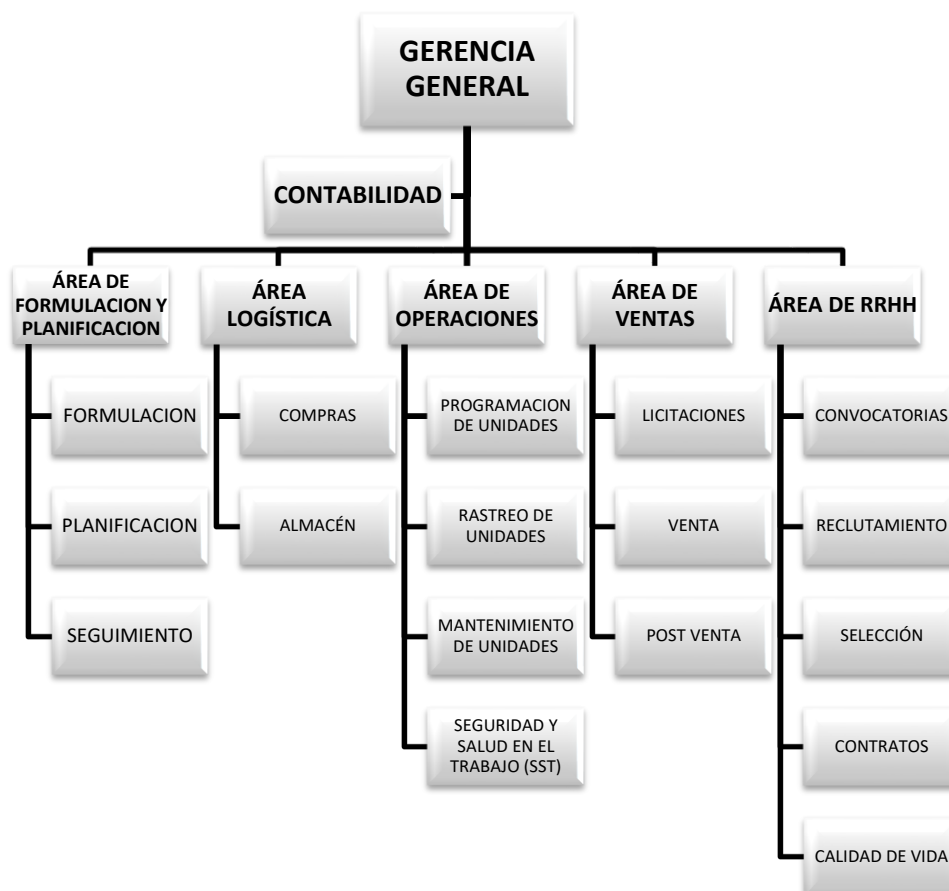 GERENCIA
GENERAL
CONTABILIDAD
ÁREA DE
FORMULACION Y
PLANIFICACION
FORMULACION
PLANIFICACION
SEGUIMIENTO
ÁREA
LOGÍSTICA
COMPRAS
ALMACÉN
ÁREA DE
OPERACIONES
PROGRAMACION
DE UNIDADES
RASTREO DE
UNIDADES
MANTENIMIENTO
DE UNIDADES
SEGURIDAD Y
SALUD EN EL
TRABAJO (SST)
ÁREA DE
VENTAS
LICITACIONES
VENTA
POST VENTA
ÁREA DE RRHH
CONVOCATORIAS
RECLUTAMIENTO
SELECCIÓN
CONTRATOS
CALIDAD DE VIDA